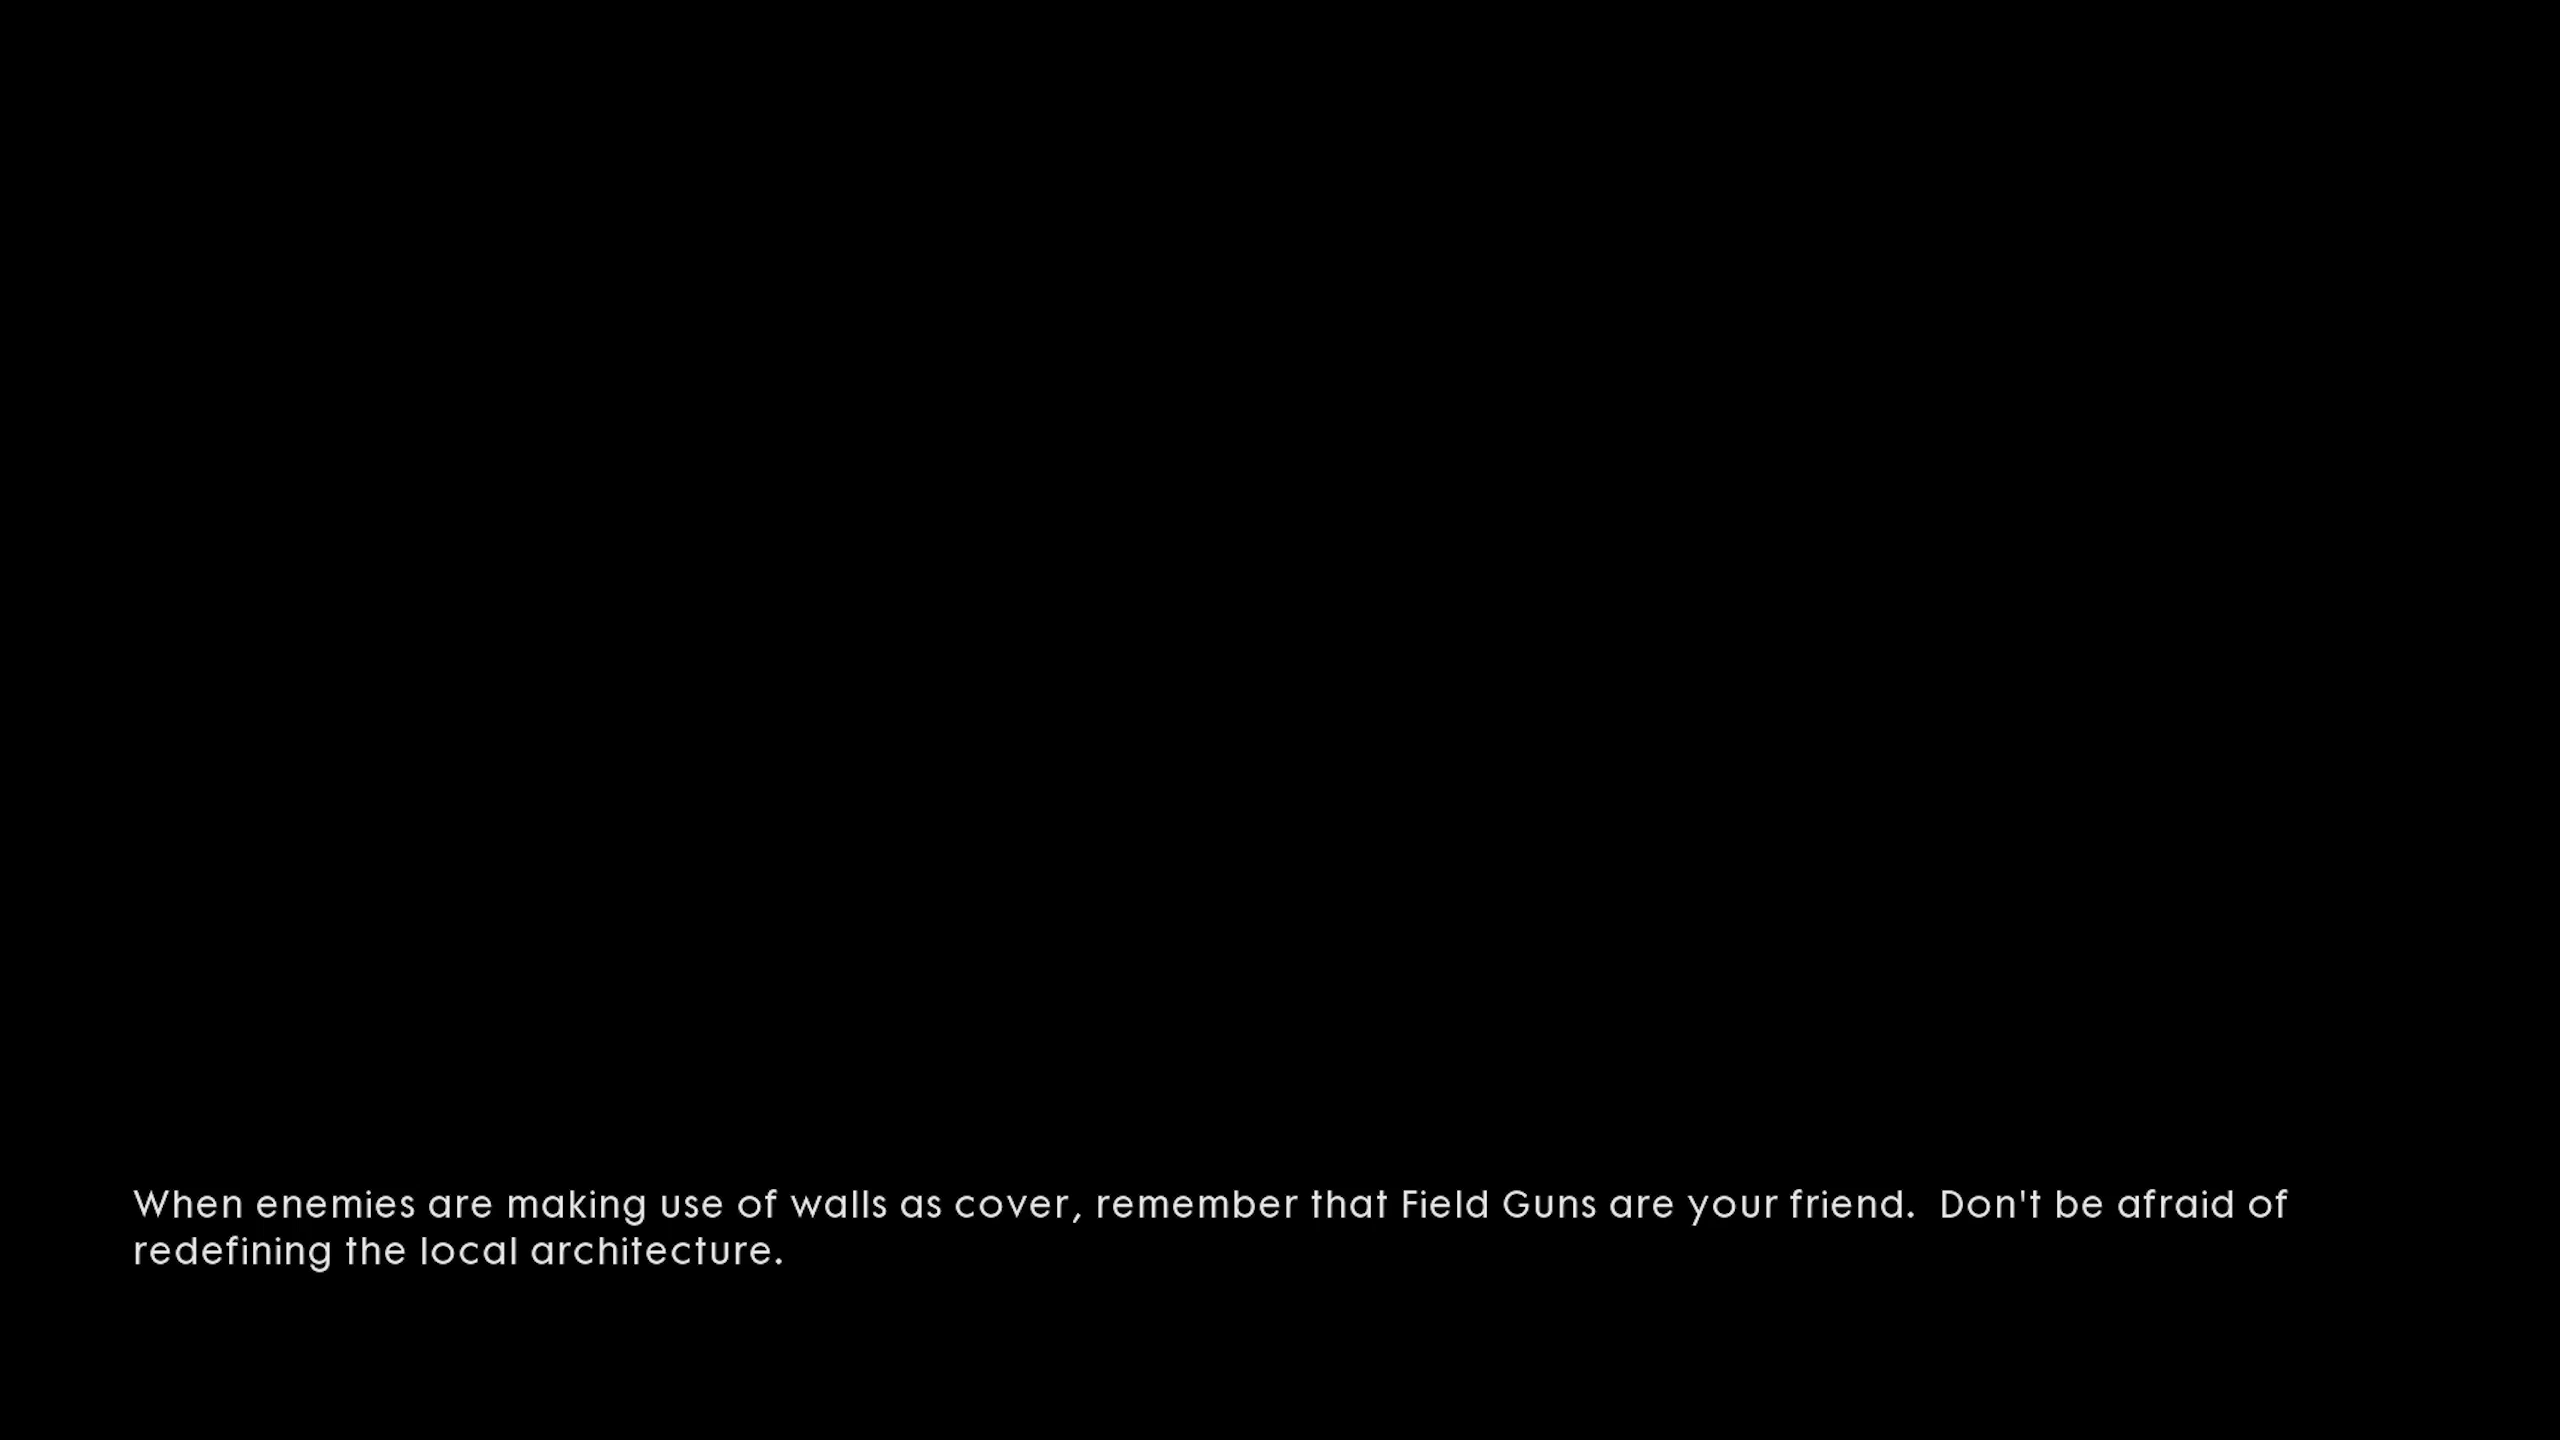 When enemies are making use of walls as cover, remember that Field Guns are your friend.  Don't be afraid of
redefining the local architecture.